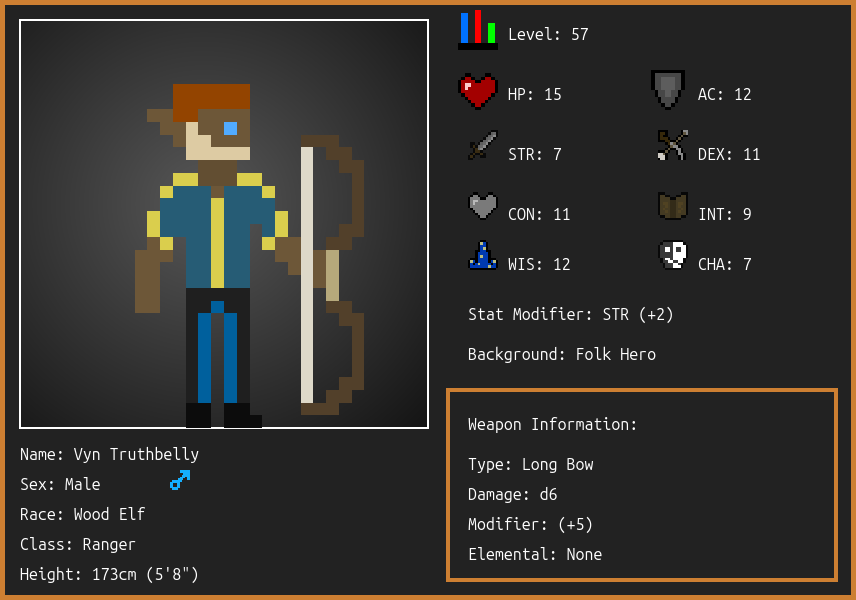 Level: 57
HP: 15
AC: 12
STR: 7
DEX: 11
CON: 11
INT: 9
WIS: 12
CHA: 7
Stat Modifier: STR (+2)
Background: Folk Hero
Weapon Information:
Type: Long Bow
Damage: d6
Modifier: (+5)
Elemental: None
Name: Vyn Truthbelly
Sex: Male
Race: Wood Elf
Class: Ranger
Height: 173cm (5'8")